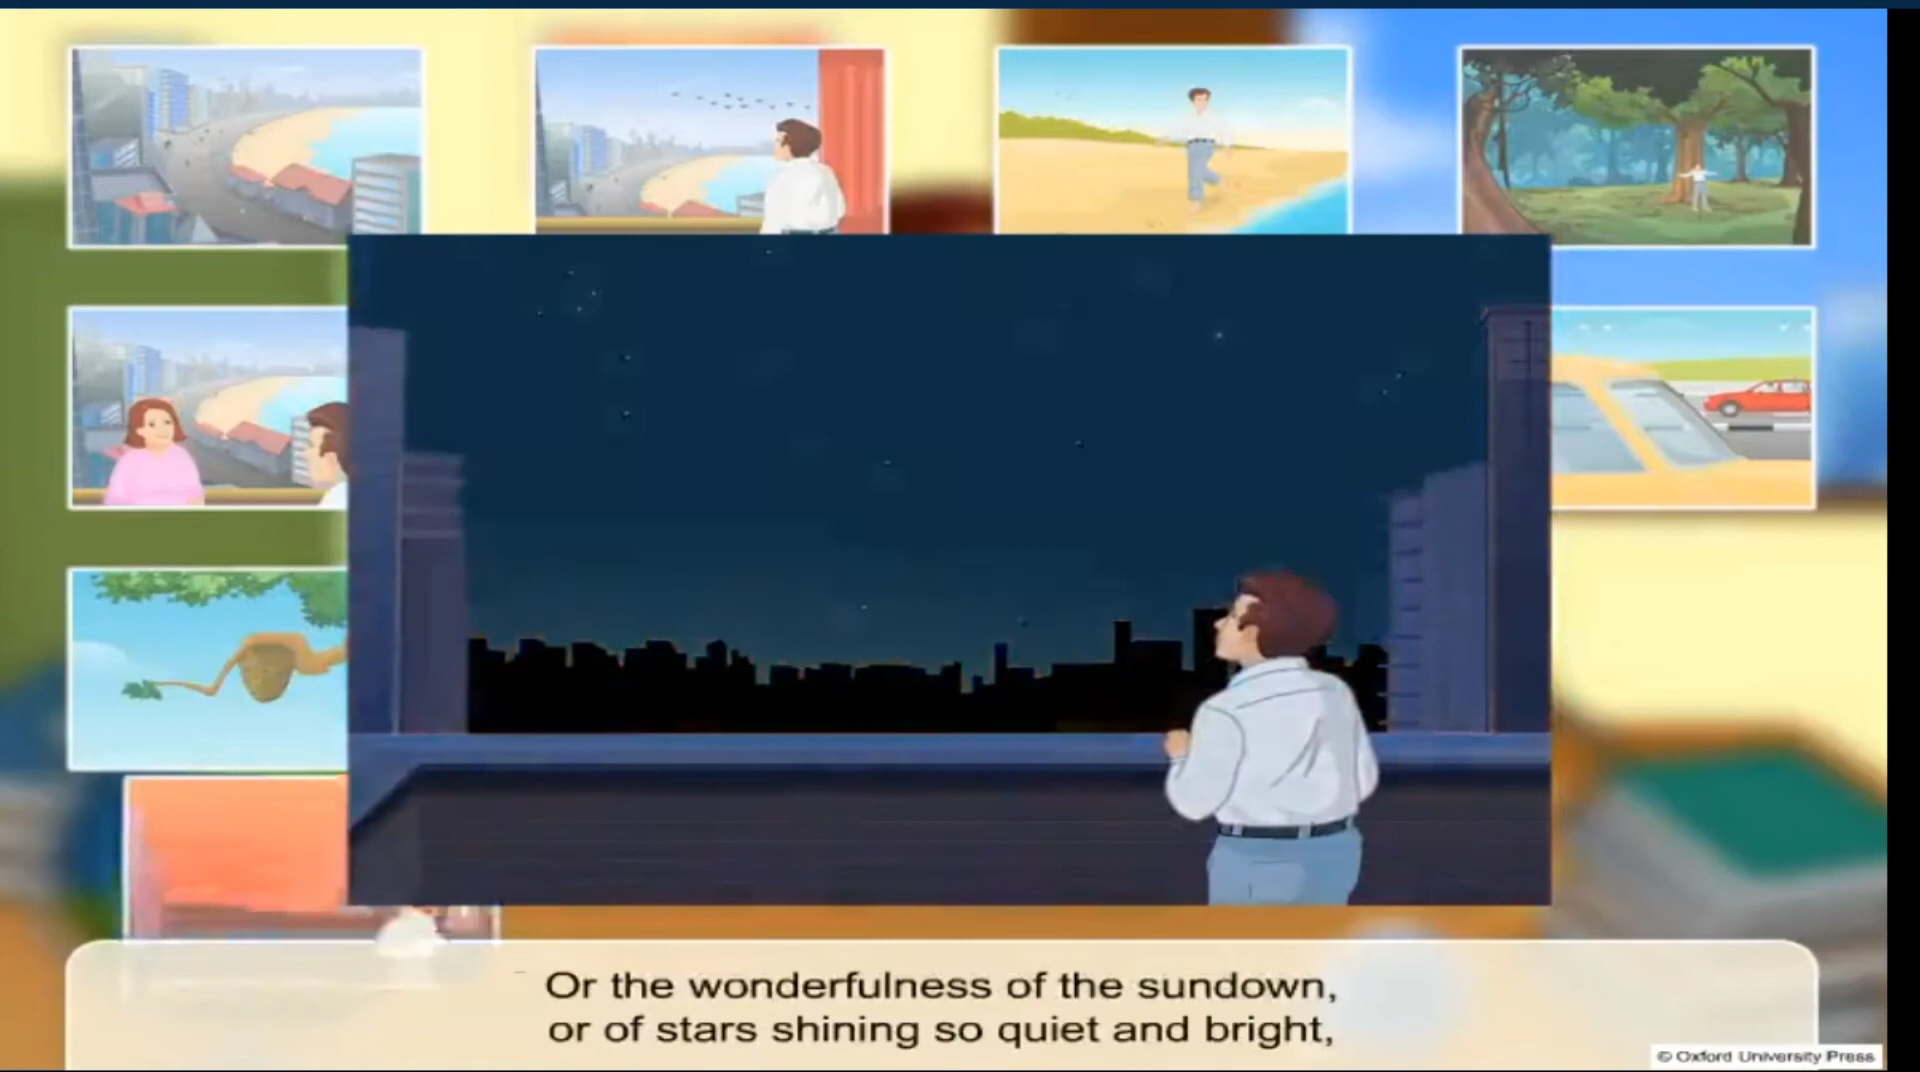 Or the wonderfulness of the sundown,
or of stars shining so quiet and bright,
© Oxford University Press